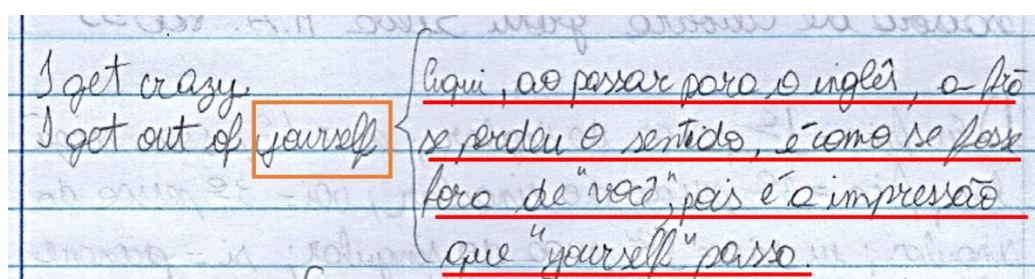 I get crazy.
I get out of yourself
Aqui, ao passar para o inglês, a frô
se perdeu o sentido, é como se fosse
fora de "você", pois é a impressão
que "yourself" passa.